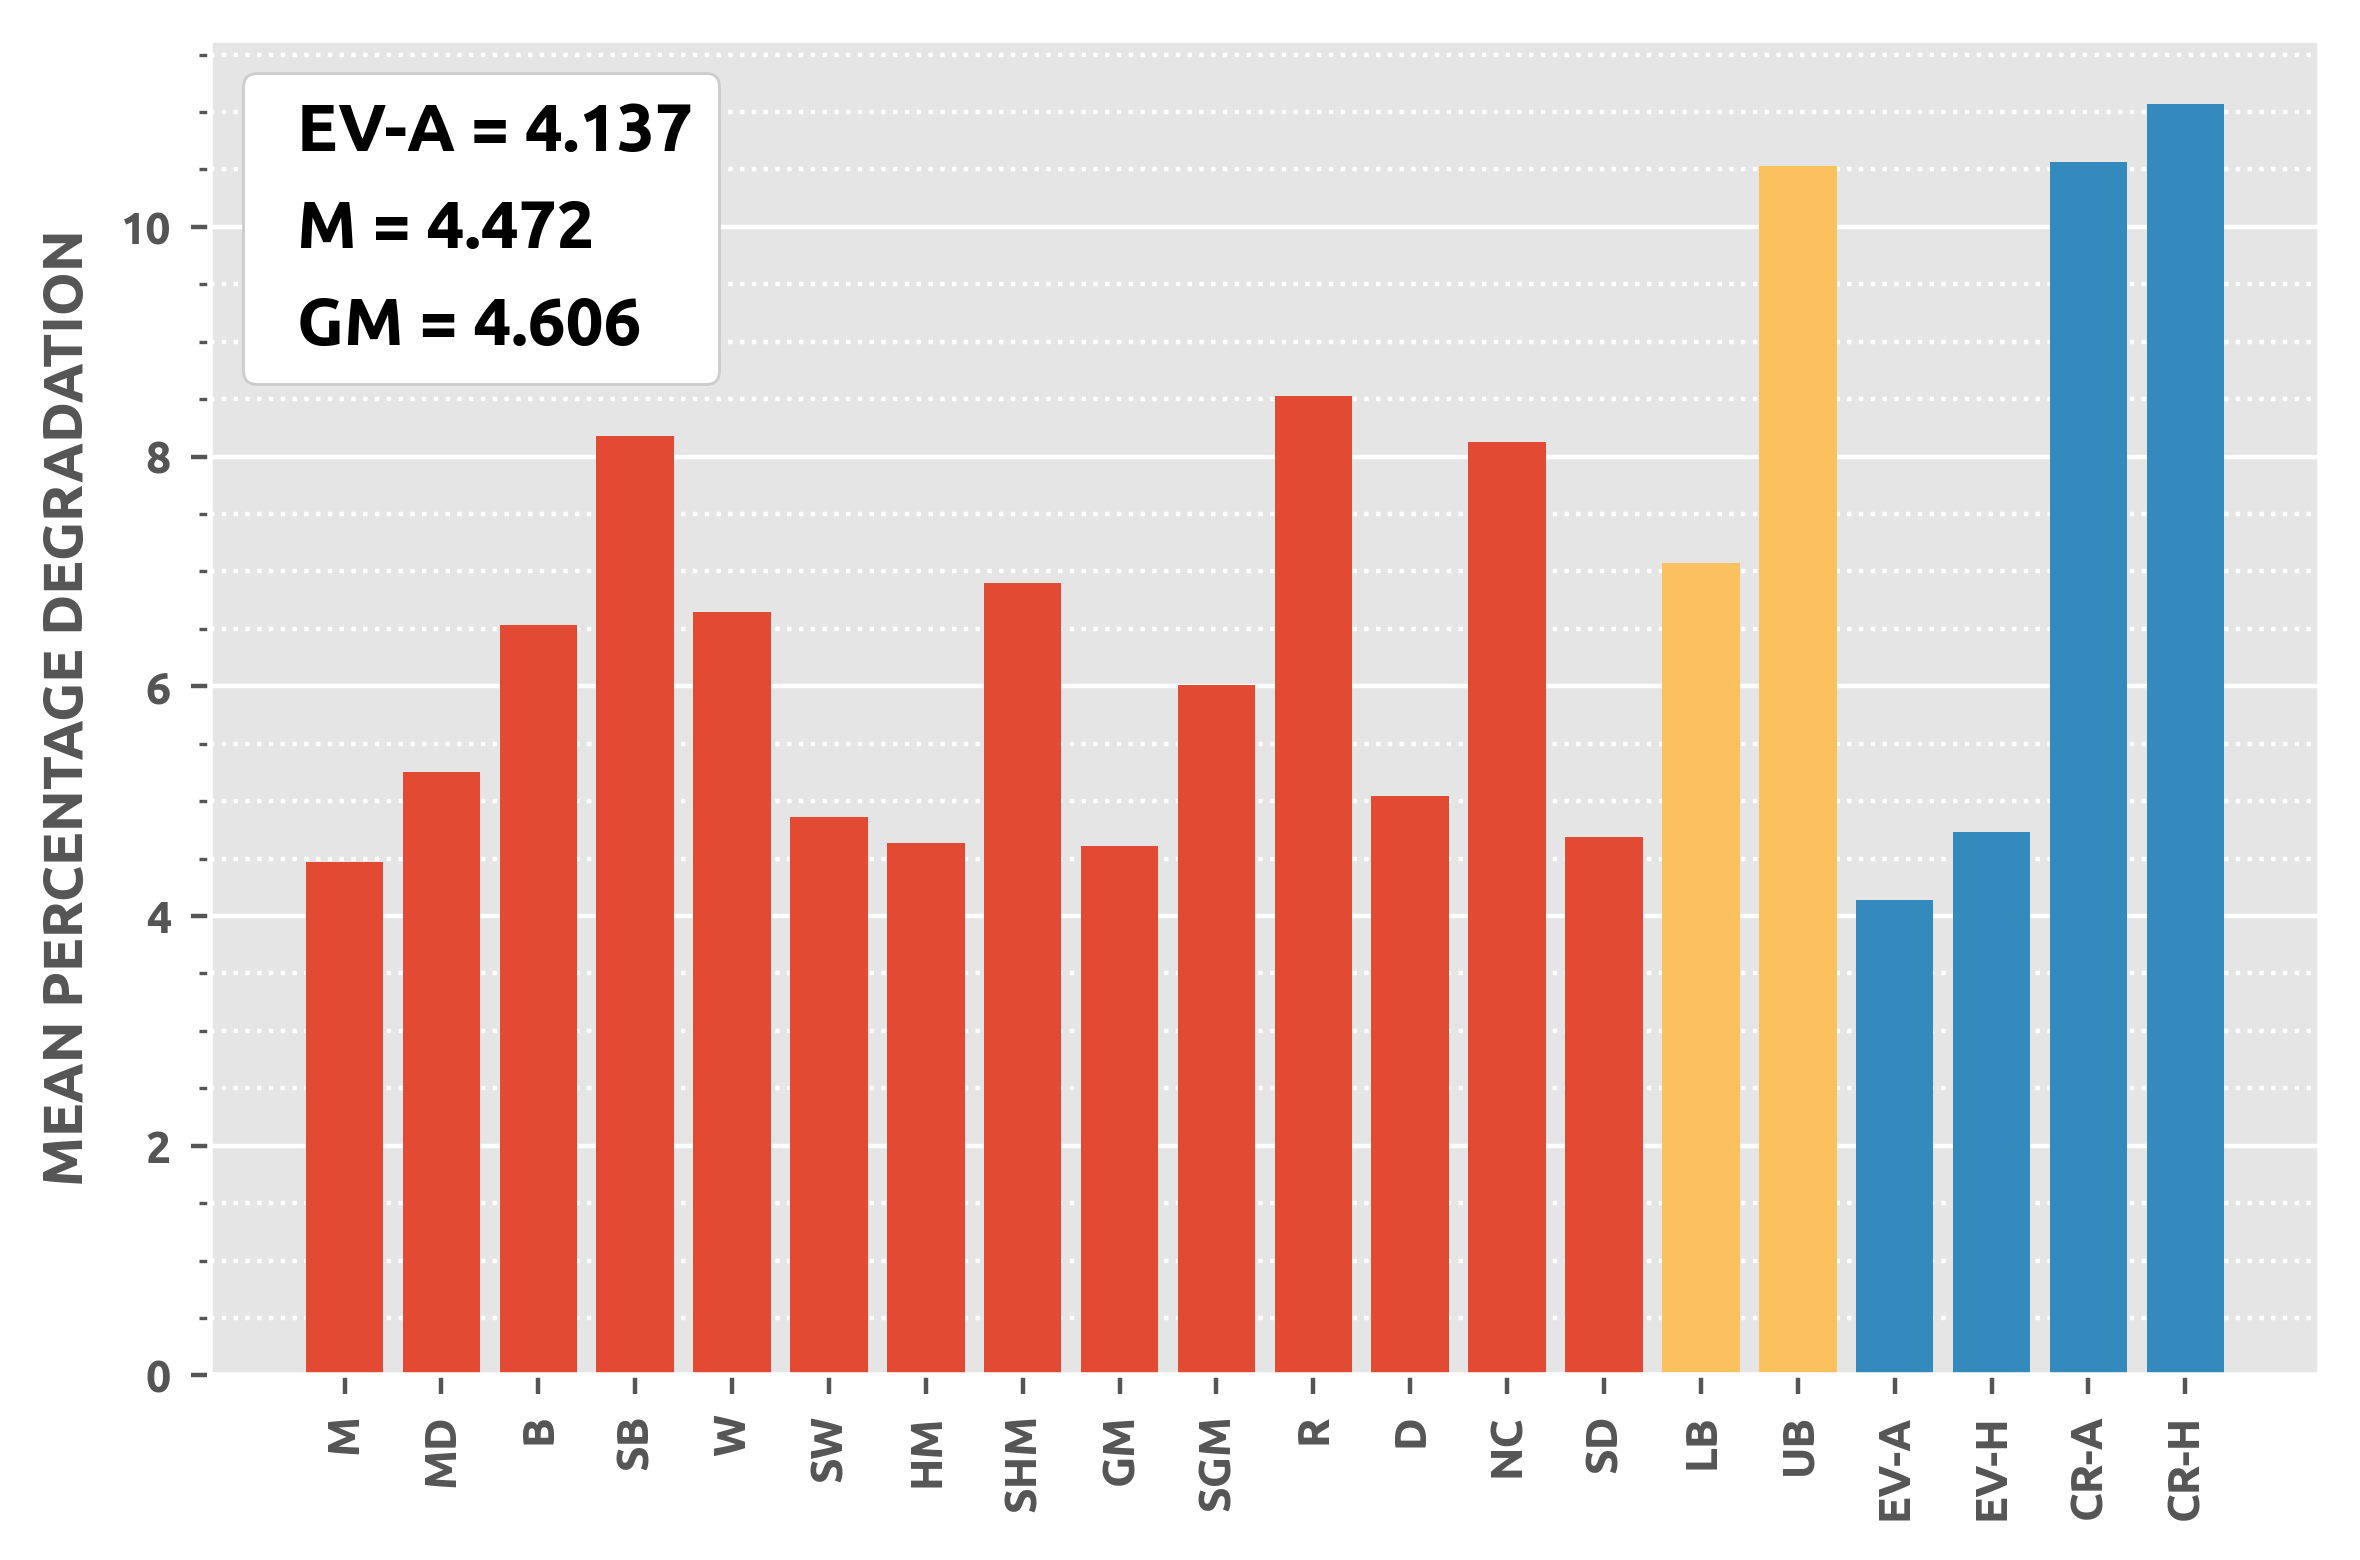 EV-A = 4.137
M = 4.472
GM = 4.606
MEAN PERCENTAGE DEGRADATION
10
8
6
4
2
0
M
MD
B
SB
W
SW
HM
SHM
GM
SGM
R
D
NC
SD
LB
UB
EV-A
EV-H
CR-A
CR-H